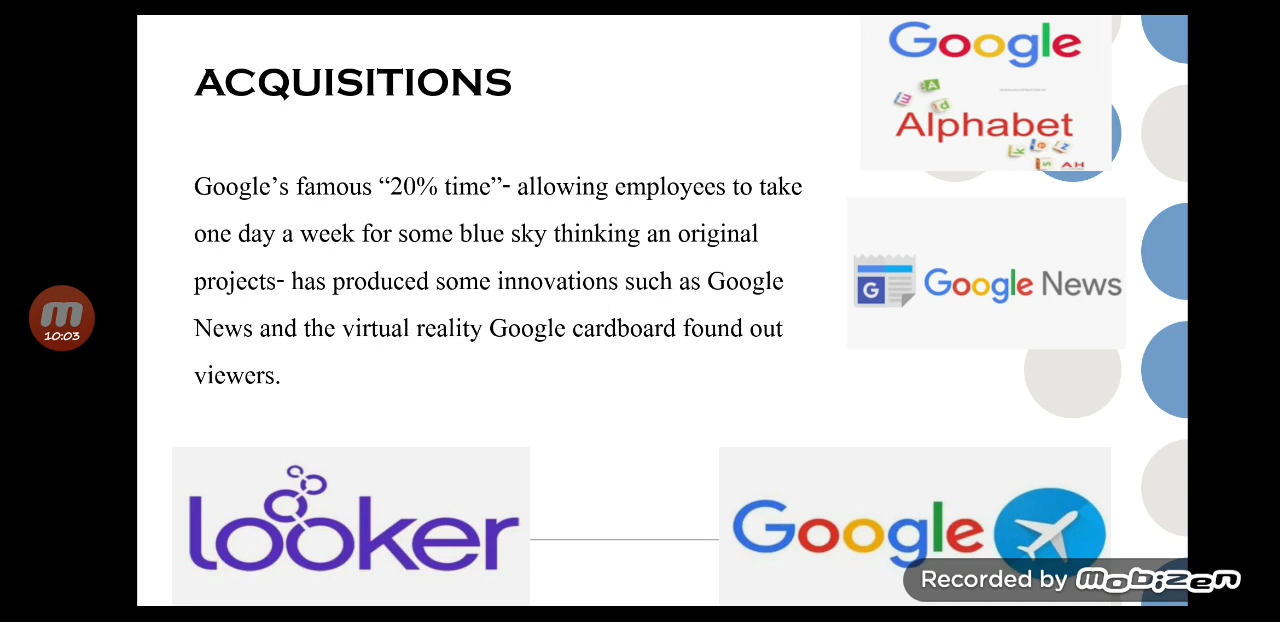 ACQUISITIONS
Google’s famous “20% time”- allowing employees to take
one day a week for some blue sky thinking an original
projects- has produced some innovations such as Google
News and the virtual reality Google cardboard found out
viewers.
Google
Alphabet
AH
G Google News
looker
Google
10:03
Recorded by mobizen